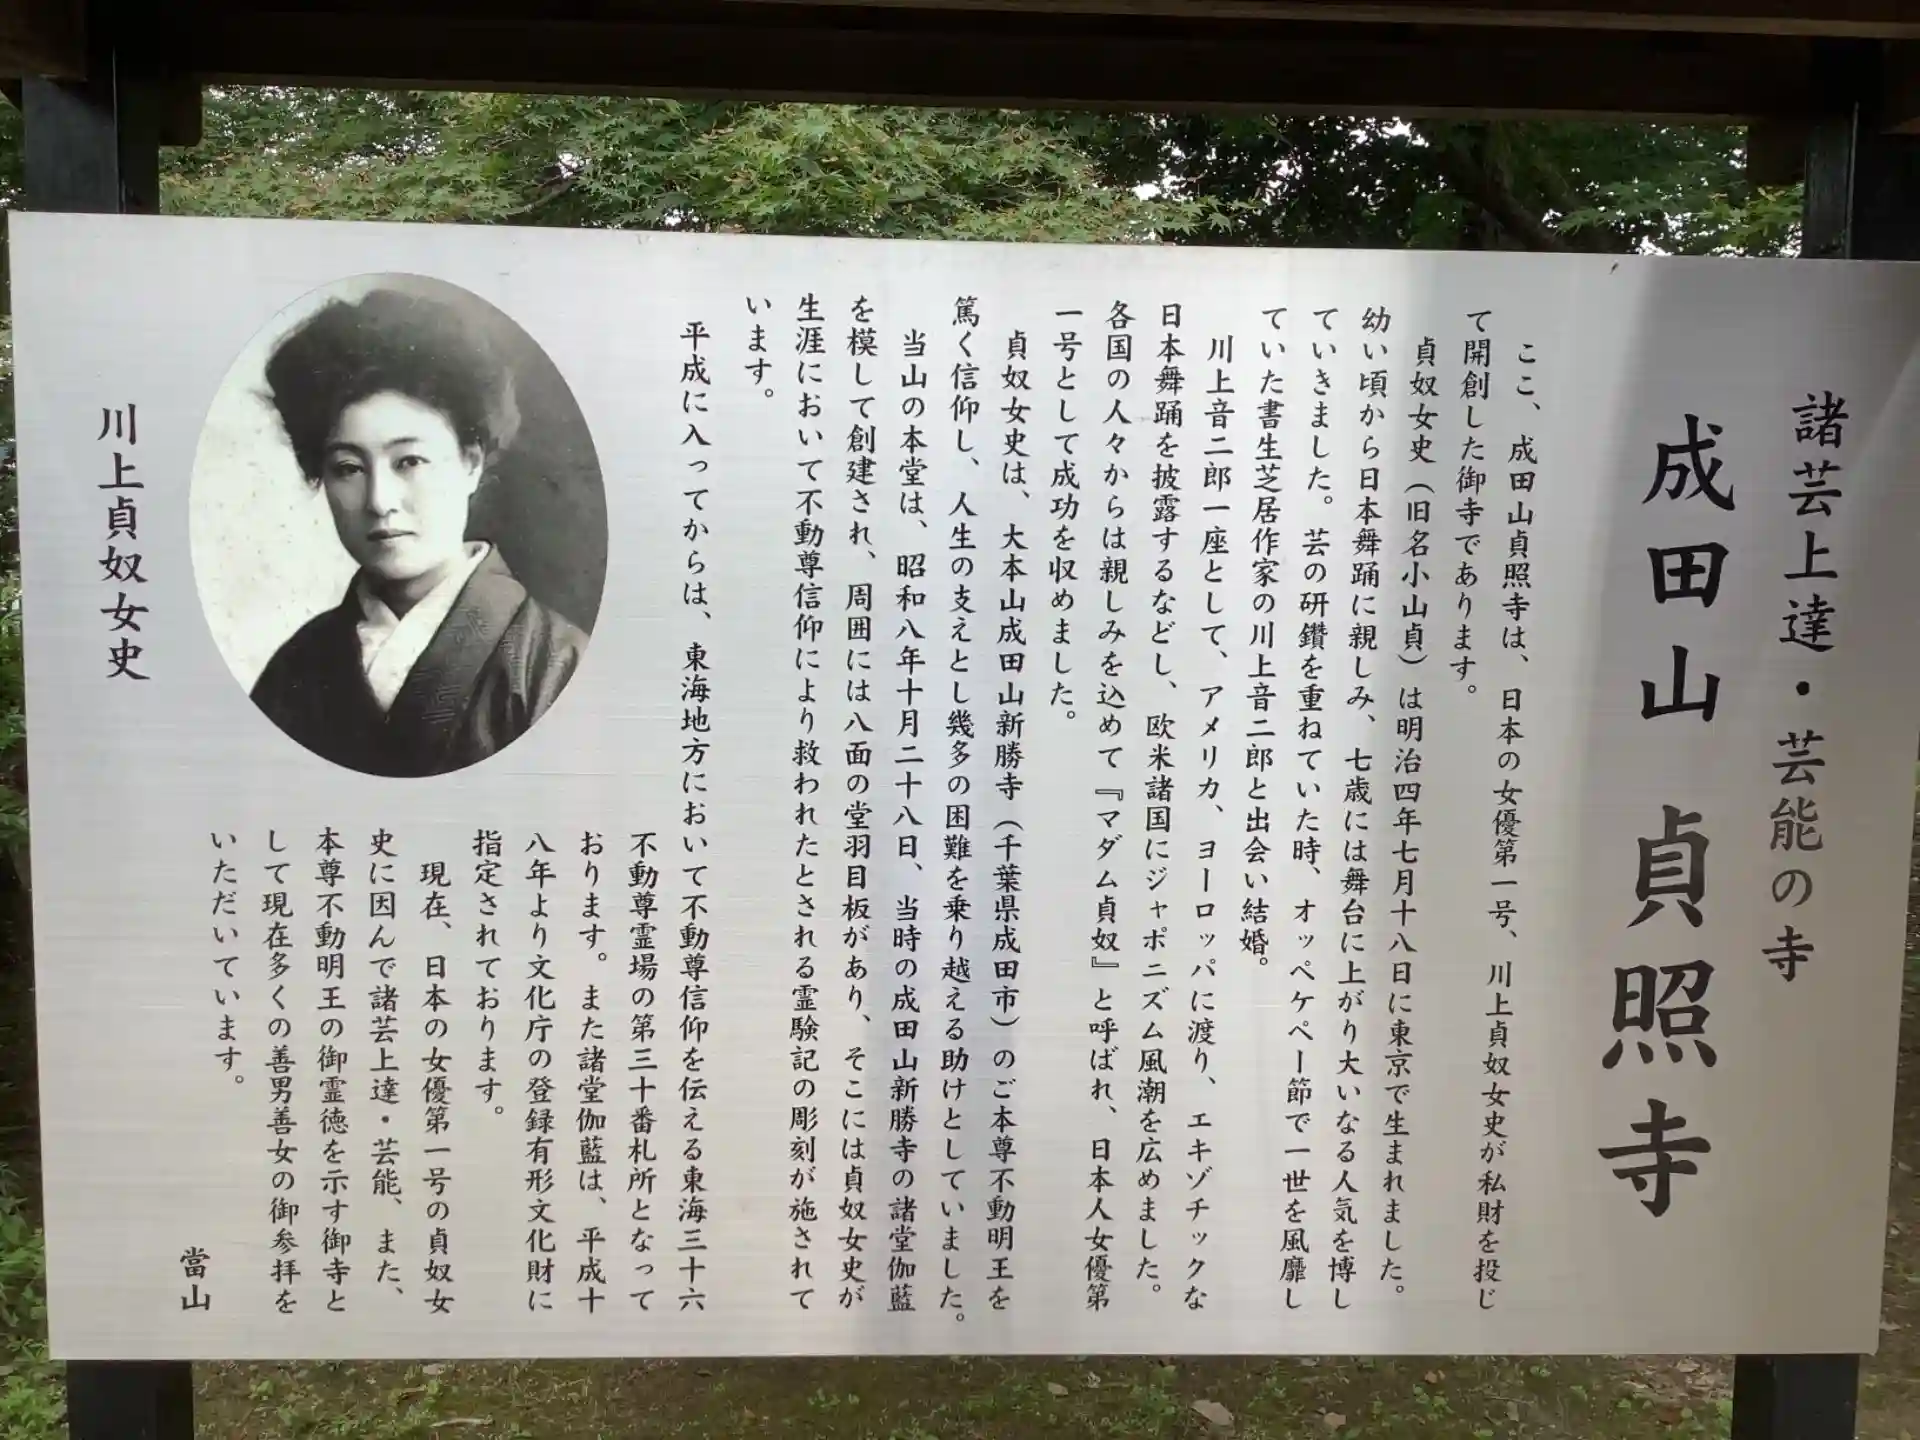 諸芸上達・芸能の寺
成田山 貞照寺
ここ、成田山貞照寺は、日本の女優第一号、川上貞奴女史が私財を投じ
て開創した御寺であります。
貞奴女史（旧名小山貞）は明治四年七月十八日に東京で生まれました。
幼い頃から日本舞踊に親しみ、七歳には舞台に上がり大いなる人気を博し
ていきました。芸の研鑽を重ねていた時、オッペケペー節で一世を風靡し
ていた書生芝居作家の川上音二郎と出会い結婚。
川上音二郎一座として、アメリカ、ヨーロッパに渡り、エキゾチックな
日本舞踊を披露するなどし、欧米諸国にジャポニズム風潮を広めました。
各国の人々からは親しみを込めて『マダム貞奴』と呼ばれ、日本人女優第
一号として成功を収めました。
貞奴女史は、大本山成田山新勝寺（千葉県成田市）のご本尊不動明王を
篤く信仰し、人生の支えとし幾多の困難を乗り越える助けとしていました。
当山の本堂は、昭和八年十月二十八日、当時の成田山新勝寺の諸堂伽藍
を模して創建され、周囲には八面の堂羽目板があり、そこには貞奴女史が
生涯において不動尊信仰により救われたとされる霊験記の彫刻が施されて
います。
平成に入ってからは、東海地方において不動尊信仰を伝える東海三十六
不動尊霊場の第三十番札所となって
おります。また諸堂伽藍は、平成十
八年より文化庁の登録有形文化財に
指定されております。
現在、日本の女優第一号の貞奴女
史に因んで諸芸上達・芸能、また、
本尊不動明王の御霊徳を示す御寺と
して現在多くの善男善女の御参拝を
いただいています。
當山
川上貞奴女史